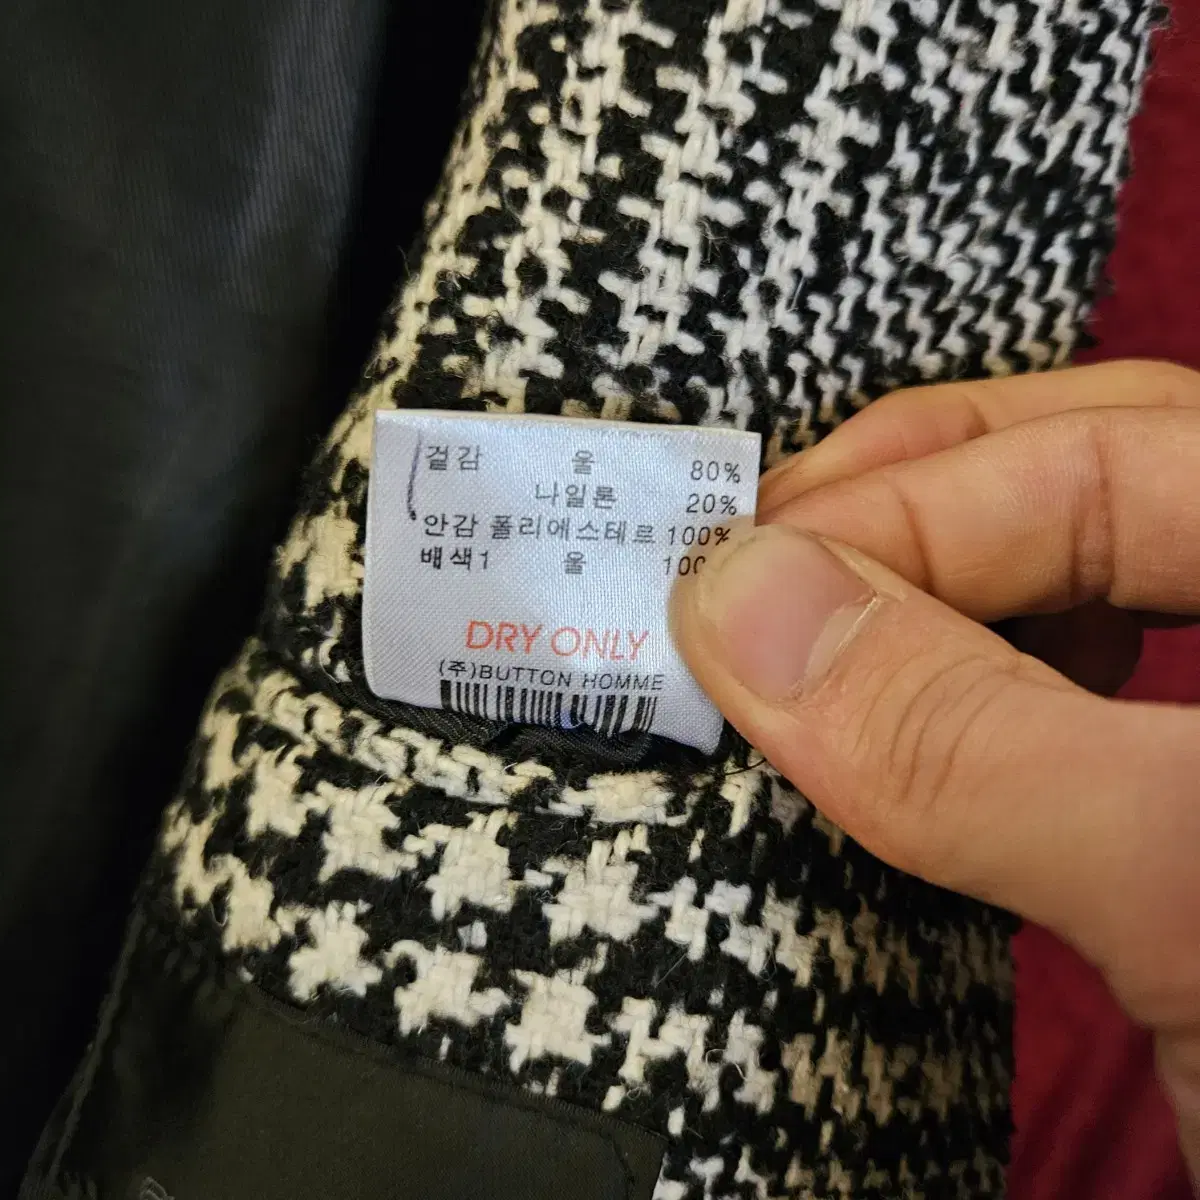 겉감 울 80%
나일론 20%
안감 폴리에스테르 100%
배색1 울
DRY ONLY
(주)BUTTON HOMME